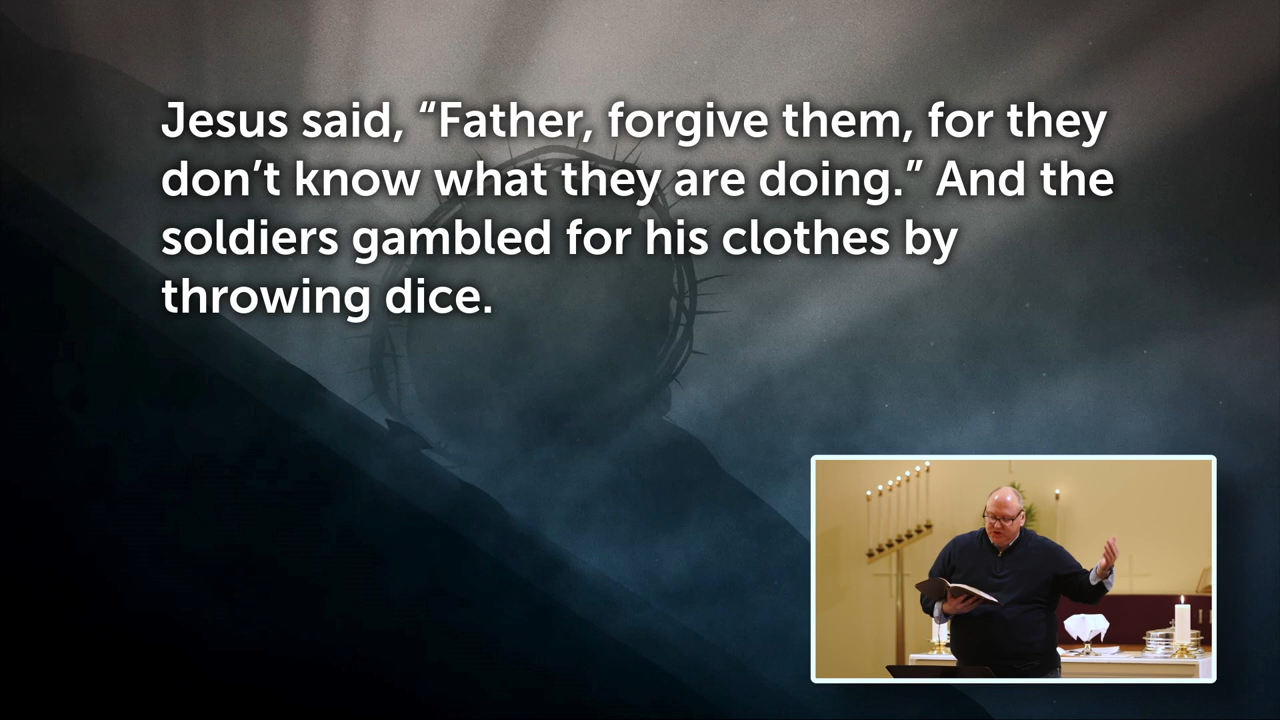 Jesus said, “Father, forgive them, for they
don’t know what they are doing.” And the
soldiers gambled for his clothes by
throwing dice.